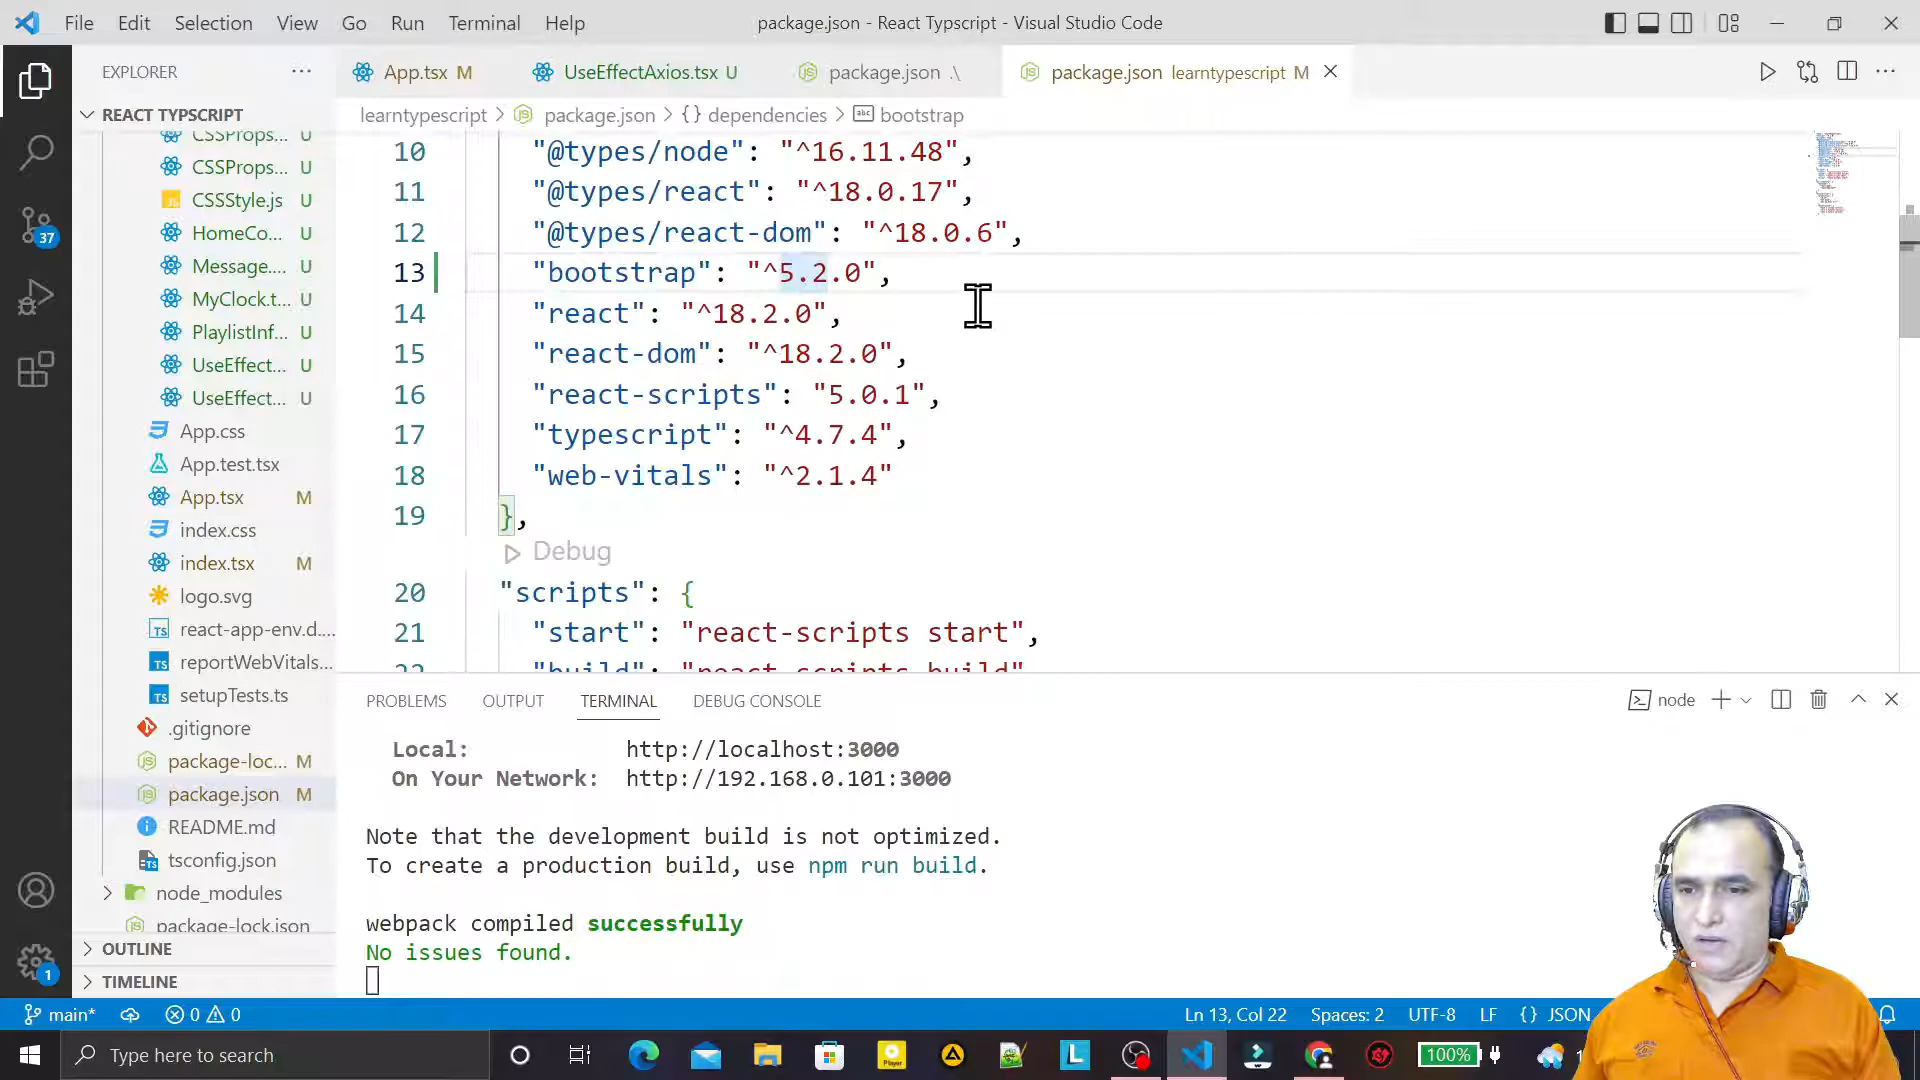 File Edit Selection View Go Run Terminal Help
package.json - React Typscript - Visual Studio Code
EXPLORER
App.tsx M
UseEffectAxios.tsx U
package.json .\
package.json learntypescript M
REACT TYPSCRIPT
learntypescript > package.json > {} dependencies > abc bootstrap
CSSProps... U
CSSProps... U
CSSStyle.js U
HomeCo... U
Message.... U
MyClock.t... U
PlaylistInf... U
UseEffect... U
UseEffect... U
App.css
App.test.tsx
App.tsx M
index.css
index.tsx M
logo.svg
react-app-env.d....
reportWebVitals...
setupTests.ts
.gitignore
package-loc... M
package.json M
README.md
tsconfig.json
node_modules
package-lock.json
OUTLINE
TIMELINE
37
1
10 "@types/node": "^16.11.48",
11 "@types/react": "^18.0.17",
12 "@types/react-dom": "^18.0.6",
13 "bootstrap": "^5.2.0",
14 "react": "^18.2.0",
15 "react-dom": "^18.2.0",
16 "react-scripts": "5.0.1",
17 "typescript": "^4.7.4",
18 "web-vitals": "^2.1.4"
19 },
Debug
20 "scripts": {
21 "start": "react-scripts start",
22 "build": "react-scripts build"
PROBLEMS OUTPUT TERMINAL DEBUG CONSOLE
node
Local: http://localhost:3000
On Your Network: http://192.168.0.101:3000
Note that the development build is not optimized.
To create a production build, use npm run build.
webpack compiled successfully
No issues found.
main* 0 0
Ln 13, Col 22 Spaces: 2 UTF-8 LF {} JSON
Type here to search
100%